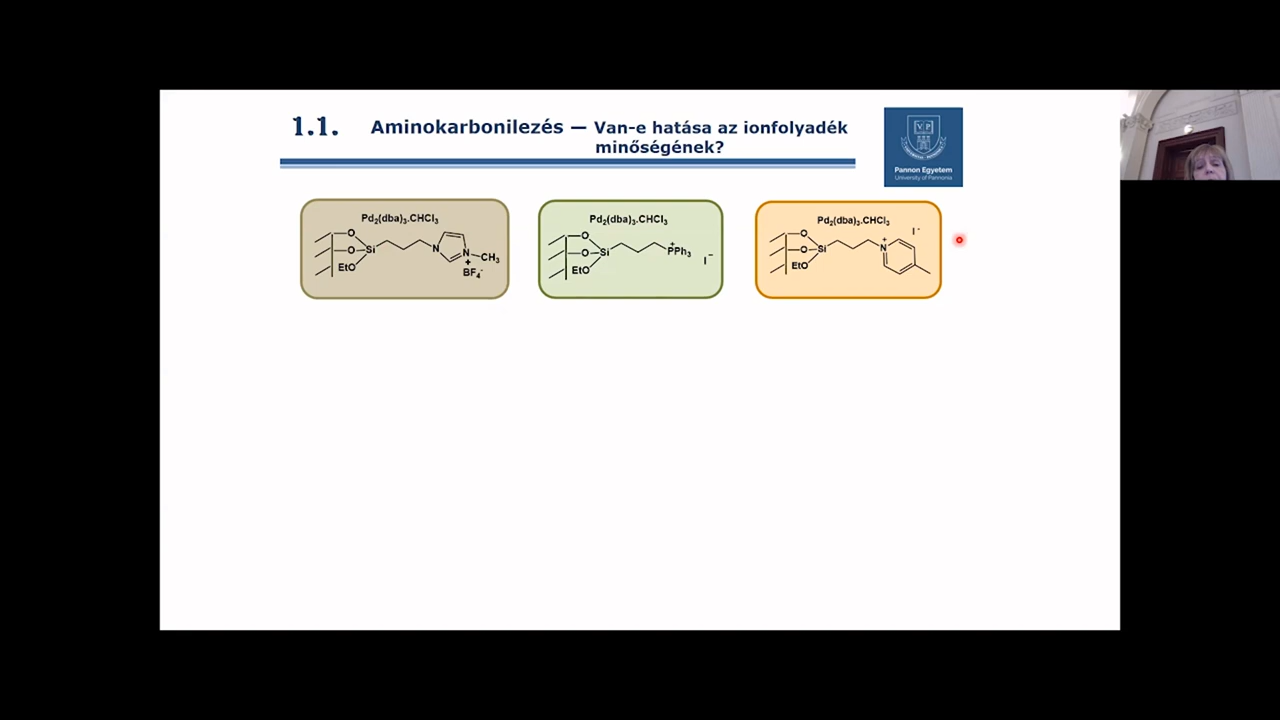 1.1.
Aminokarbonilezés — Van-e hatása az ionfolyadék
minőségének?
VP
Pannon Egyetem
University of Pannonia
Pd₂(dba)₃.CHCl₃
O
O
Si
EtO
N
N
+
CH₃
BF₄⁻
Pd₂(dba)₃.CHCl₃
O
O
Si
EtO
+
PPh₃
I⁻
Pd₂(dba)₃.CHCl₃
O
O
Si
EtO
+
N
I⁻